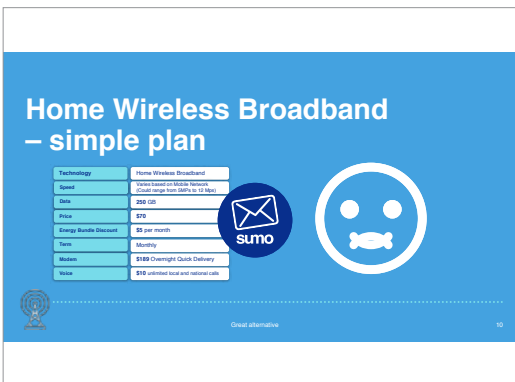 Home Wireless Broadband
– simple plan
Technology Home Wireless Broadband
Speed Varies based on Mobile Network
(Could range from 5MPs to 12 Mps)
Data 250 GB
Price $70
Energy Bundle Discount $5 per month
Term Monthly
Modem $189 Overnight Quick Delivery
Voice $10 unlimited local and national calls
sumo
Great alternative 10